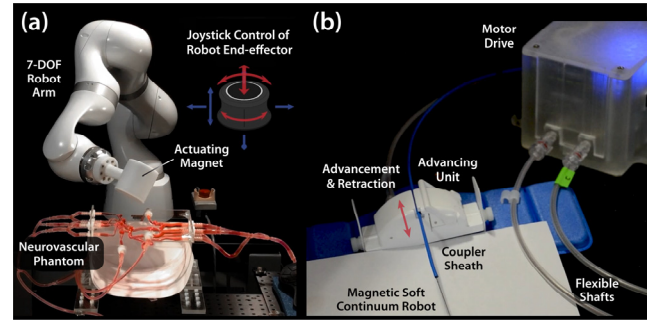 (a)
Joystick Control of
Robot End-effector
7-DOF
Robot
Arm
Actuating
Magnet
Neurovascular
Phantom
(b)
Motor
Drive
Advancement
& Retraction
Advancing
Unit
Coupler
Sheath
Magnetic Soft
Continuum Robot
Flexible
Shafts